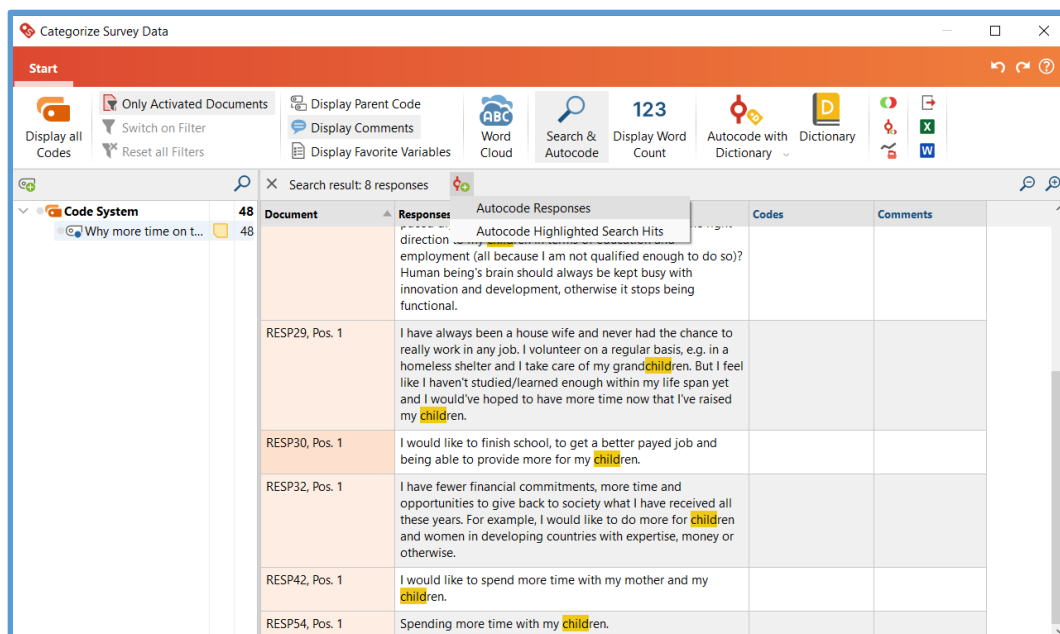 Categorize Survey Data
Start
Display all
Codes
Only Activated Documents
Switch on Filter
Reset all Filters
Display Parent Code
Display Comments
Display Favorite Variables
ABC
Word
Cloud
Search &
Autocode
123
Display Word
Count
Autocode with
Dictionary
D
Dictionary
X
W
Search result: 8 responses
Autocode Responses
Autocode Highlighted Search Hits
Code System 48
Why more time on t... 48
Document Responses Codes Comments
direction to my children in terms of education and
employment (all because I am not qualified enough to do so)?
Human being's brain should always be kept busy with
innovation and development, otherwise it stops being
functional.
RESP29, Pos. 1
I have always been a house wife and never had the chance to
really work in any job. I volunteer on a regular basis, e.g. in a
homeless shelter and I take care of my grandchildren. But I feel
like I haven't studied/learned enough within my life span yet
and I would've hoped to have more time now that I've raised
my children.
RESP30, Pos. 1
I would like to finish school, to get a better payed job and
being able to provide more for my children.
RESP32, Pos. 1
I have fewer financial commitments, more time and
opportunities to give back to society what I have received all
these years. For example, I would like to do more for children
and women in developing countries with expertise, money or
otherwise.
RESP42, Pos. 1
I would like to spend more time with my mother and my
children.
RESP54, Pos. 1
Spending more time with my children.